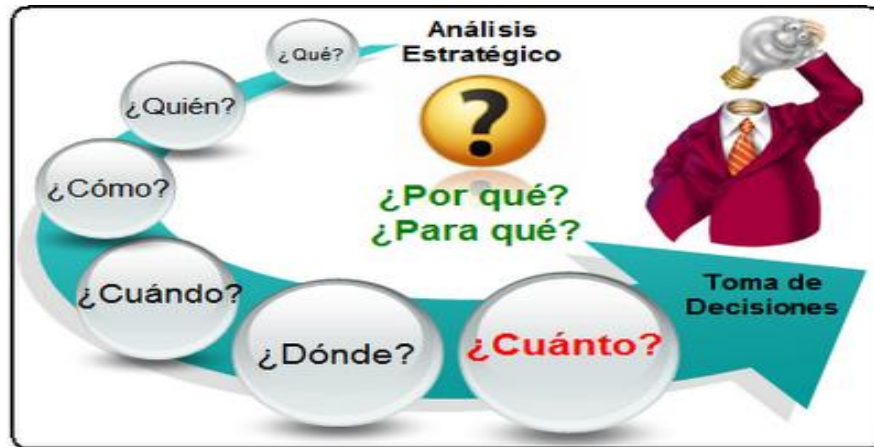 ¿Qué?
Análisis
Estratégico
¿Quién?
?
¿Cómo?
¿Por qué?
¿Para qué?
¿Cuándo?
¿Dónde?
¿Cuánto?
Toma de
Decisiones